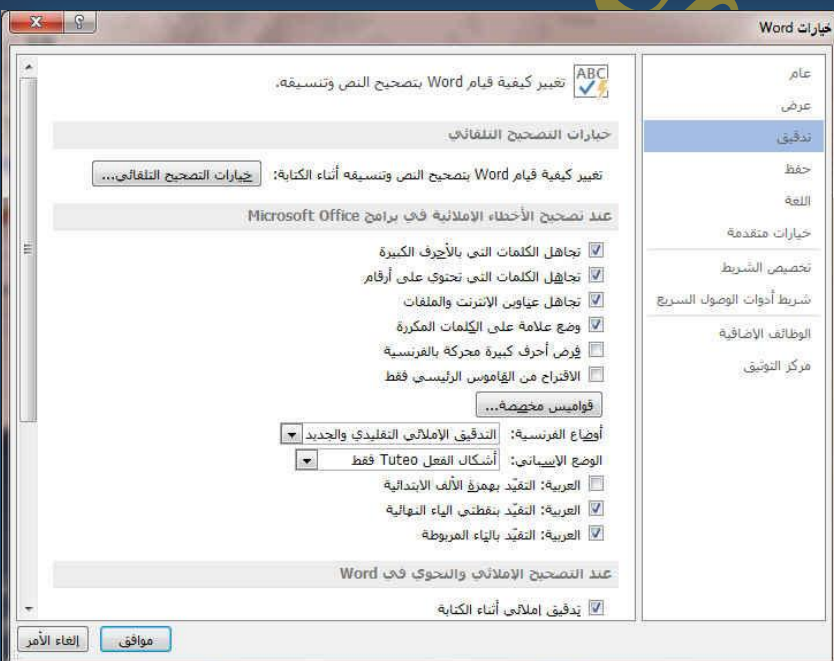 خيارات Word
عام
عرض
تدقيق
حفظ
اللغة
خيارات متقدمة
تخصيص الشريط
شريط أدوات الوصول السريع
الوظائف الإضافية
مركز التوثيق
ABC
تغيير كيفية قيام Word بتصحيح النص وتنسيقه.
خيارات التصحيح التلقائي
تغيير كيفية قيام Word بتصحيح النص وتنسيقه أثناء الكتابة: خيارات التصحيح التلقائي...
عند تصحيح الأخطاء الإملائية في برامج Microsoft Office
تجاهل الكلمات التي بالأحرف الكبيرة
تجاهل الكلمات التي تحتوي على أرقام
تجاهل عناوين الإنترنت والملفات
وضع علامة على الكلمات المكررة
فرض أحرف كبيرة محركة بالفرنسية
الاقتراح من القاموس الرئيسي فقط
قواميس مخصصة...
أوضاع الفرنسية: التدقيق الإملائي التقليدي والجديد
الوضع الإسباني: أشكال الفعل Tuteo فقط
العربية: التقيّد بهمزة الألف الابتدائية
العربية: التقيّد بنقطتي الياء النهائية
العربية: التقيّد بالتاء المربوطة
عند التصحيح الإملائي والنحوي في Word
تدقيق إملائي أثناء الكتابة
موافق
إلغاء الأمر